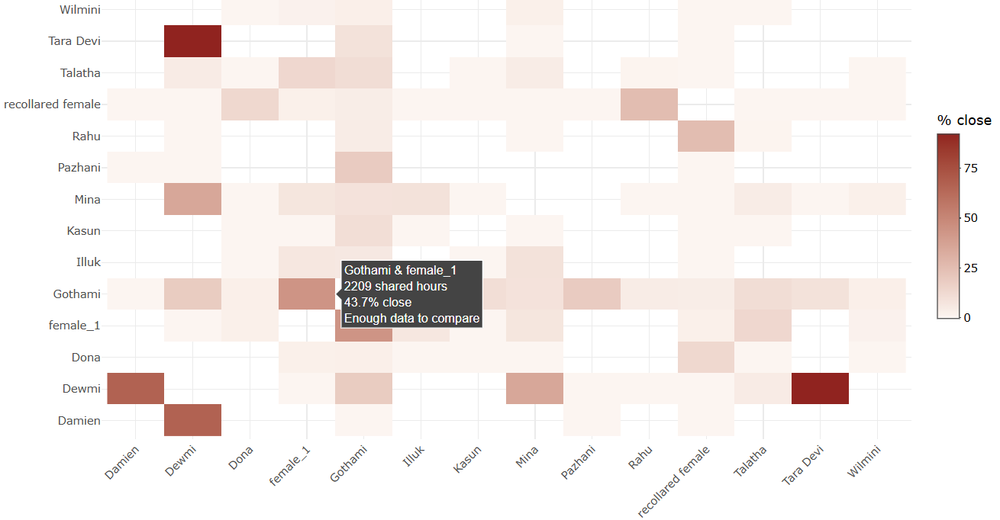 Wilmini
Tara Devi
Talatha
recollared female
Rahu
Pazhani
Mina
Kasun
Illuk
Gothami
female_1
Dona
Dewmi
Damien
Gothami & female_1
2209 shared hours
43.7% close
Enough data to compare
Damien
Dewmi
Dona
female_1
Gothami
Illuk
Kasun
Mina
Pazhani
Rahu
recollared female
Talatha
Tara Devi
Wilmini
% close
75
50
25
0